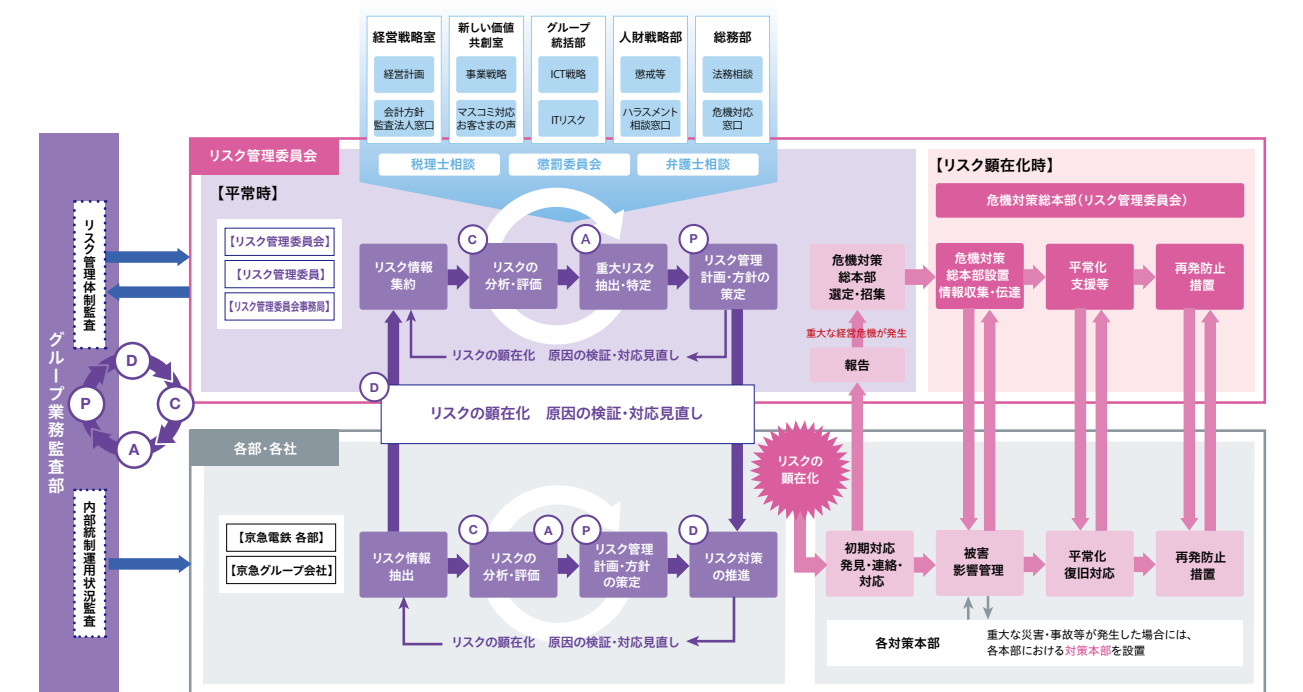 経営戦略室
経営計画
会計方針
監査法人窓口
新しい価値
共創室
事業戦略
マスコミ対応
お客さまの声
グループ
統括部
ICT戦略
ITリスク
人財戦略部
懲戒等
ハラスメント
相談窓口
総務部
法務相談
危機対応
窓口
税理士相談
懲罰委員会
弁護士相談
グループ業務監査部
リスク管理体制監査
内部統制運用状況監査
D
C
A
P
リスク管理委員会
【平常時】
【リスク管理委員会】
【リスク管理委員】
【リスク管理委員会事務局】
リスク情報
集約
C
リスクの
分析・評価
A
重大リスク
抽出・特定
P
リスク管理
計画・方針の
策定
リスクの顕在化 原因の検証・対応見直し
D
リスクの顕在化 原因の検証・対応見直し
危機対策
総本部
選定・招集
重大な経営危機が発生
報告
【リスク顕在化時】
危機対策総本部（リスク管理委員会）
危機対策
総本部設置
情報収集・伝達
平常化
支援等
再発防止
措置
各部・各社
【京急電鉄 各部】
【京急グループ会社】
リスク情報
抽出
C
リスクの
分析・評価
A
P
リスク管理
計画・方針
の策定
D
リスク対策
の推進
リスクの顕在化 原因の検証・対応見直し
リスクの
顕在化
初期対応
発見・連絡・
対応
被害
影響管理
平常化
復旧対応
再発防止
措置
各対策本部
重大な災害・事故等が発生した場合には、
各本部における対策本部を設置